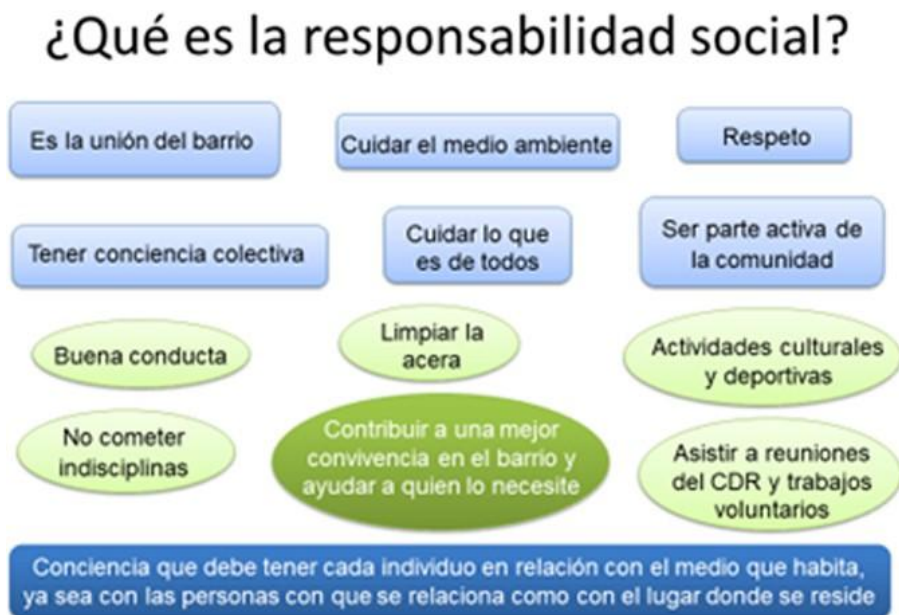 ¿Qué es la responsabilidad social?
Es la unión del barrio
Cuidar el medio ambiente
Respeto
Tener conciencia colectiva
Cuidar lo que
es de todos
Ser parte activa de
la comunidad
Buena conducta
Limpiar la
acera
Actividades culturales
y deportivas
No cometer
indisciplinas
Contribuir a una mejor
convivencia en el barrio y
ayudar a quien lo necesite
Asistir a reuniones
del CDR y trabajos
voluntarios
Conciencia que debe tener cada individuo en relación con el medio que habita,
ya sea con las personas con que se relaciona como con el lugar donde se reside